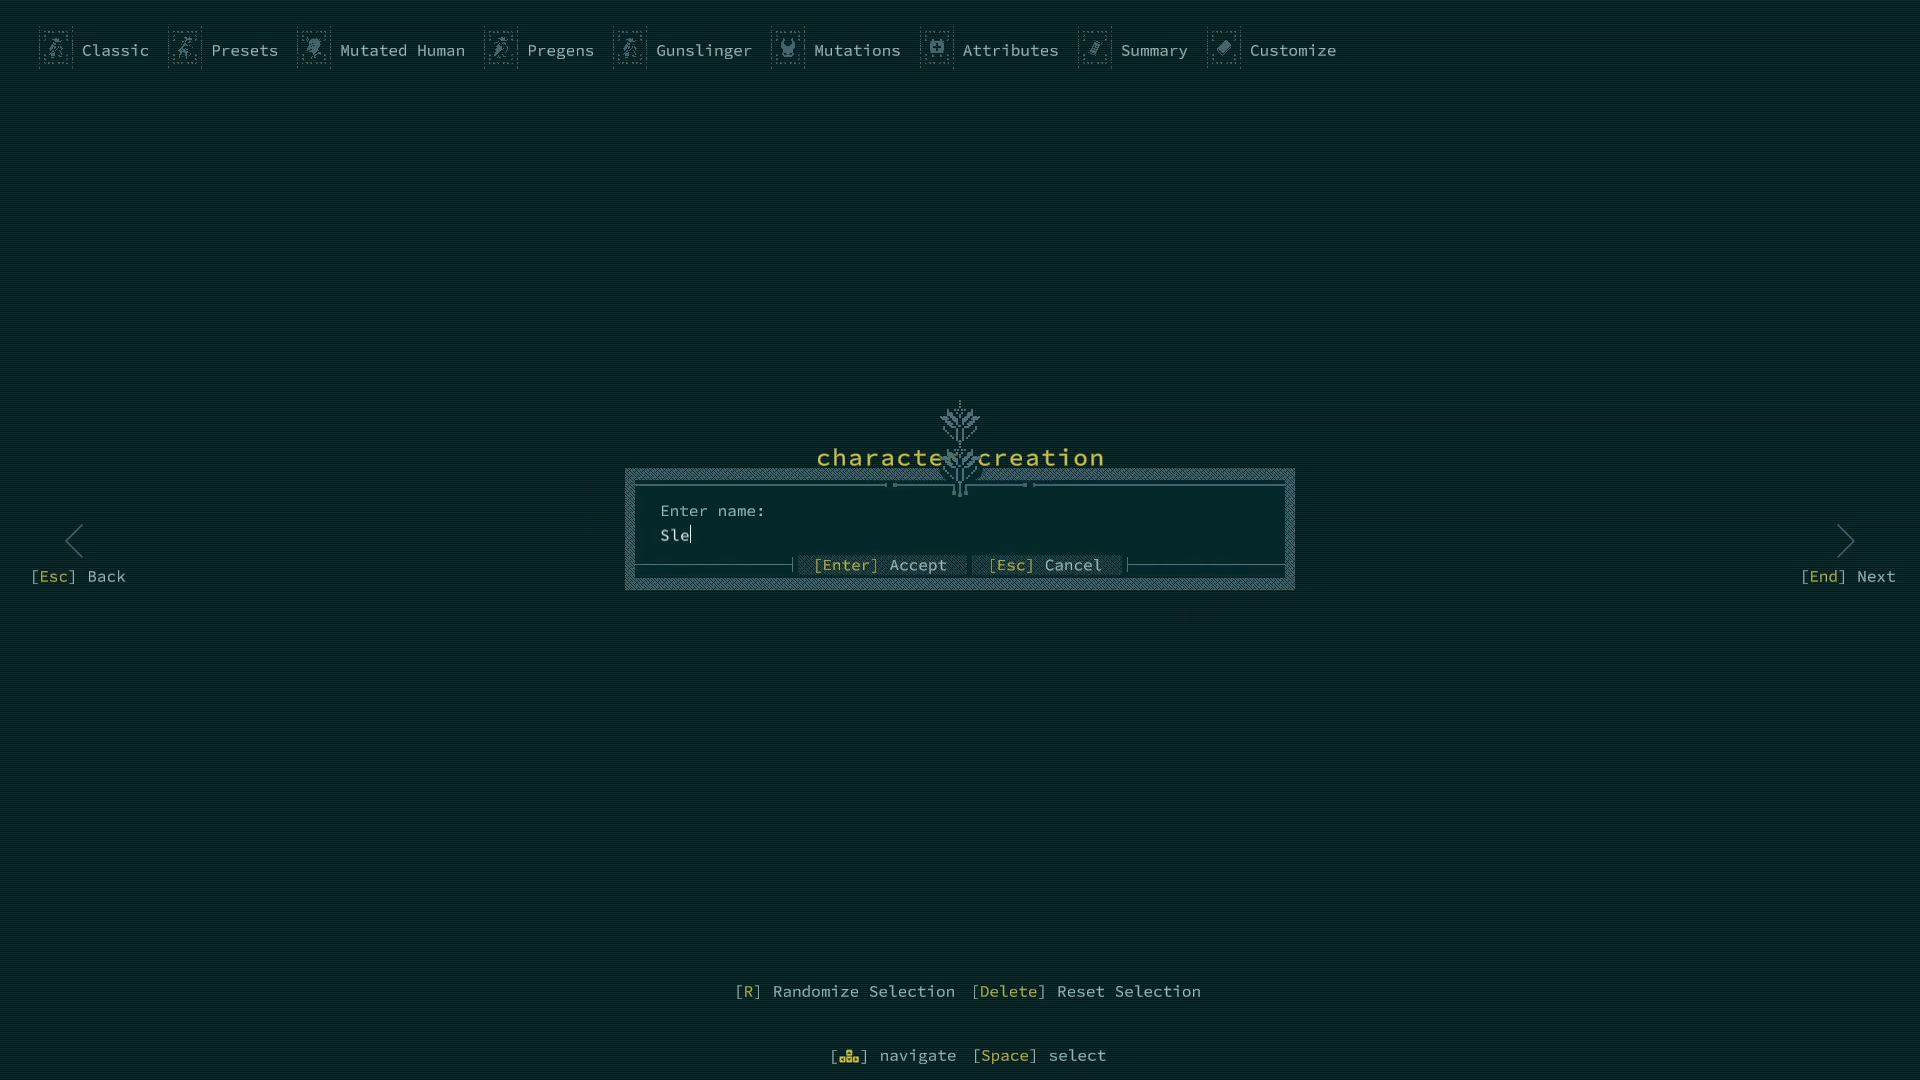 Classic Presets Mutated Human Pregens Gunslinger Mutations Attributes Summary Customize
character creation
Enter name:
Sle
[Enter] Accept [Esc] Cancel
[Esc] Back
[End] Next
[R] Randomize Selection [Delete] Reset Selection
[] navigate [Space] select